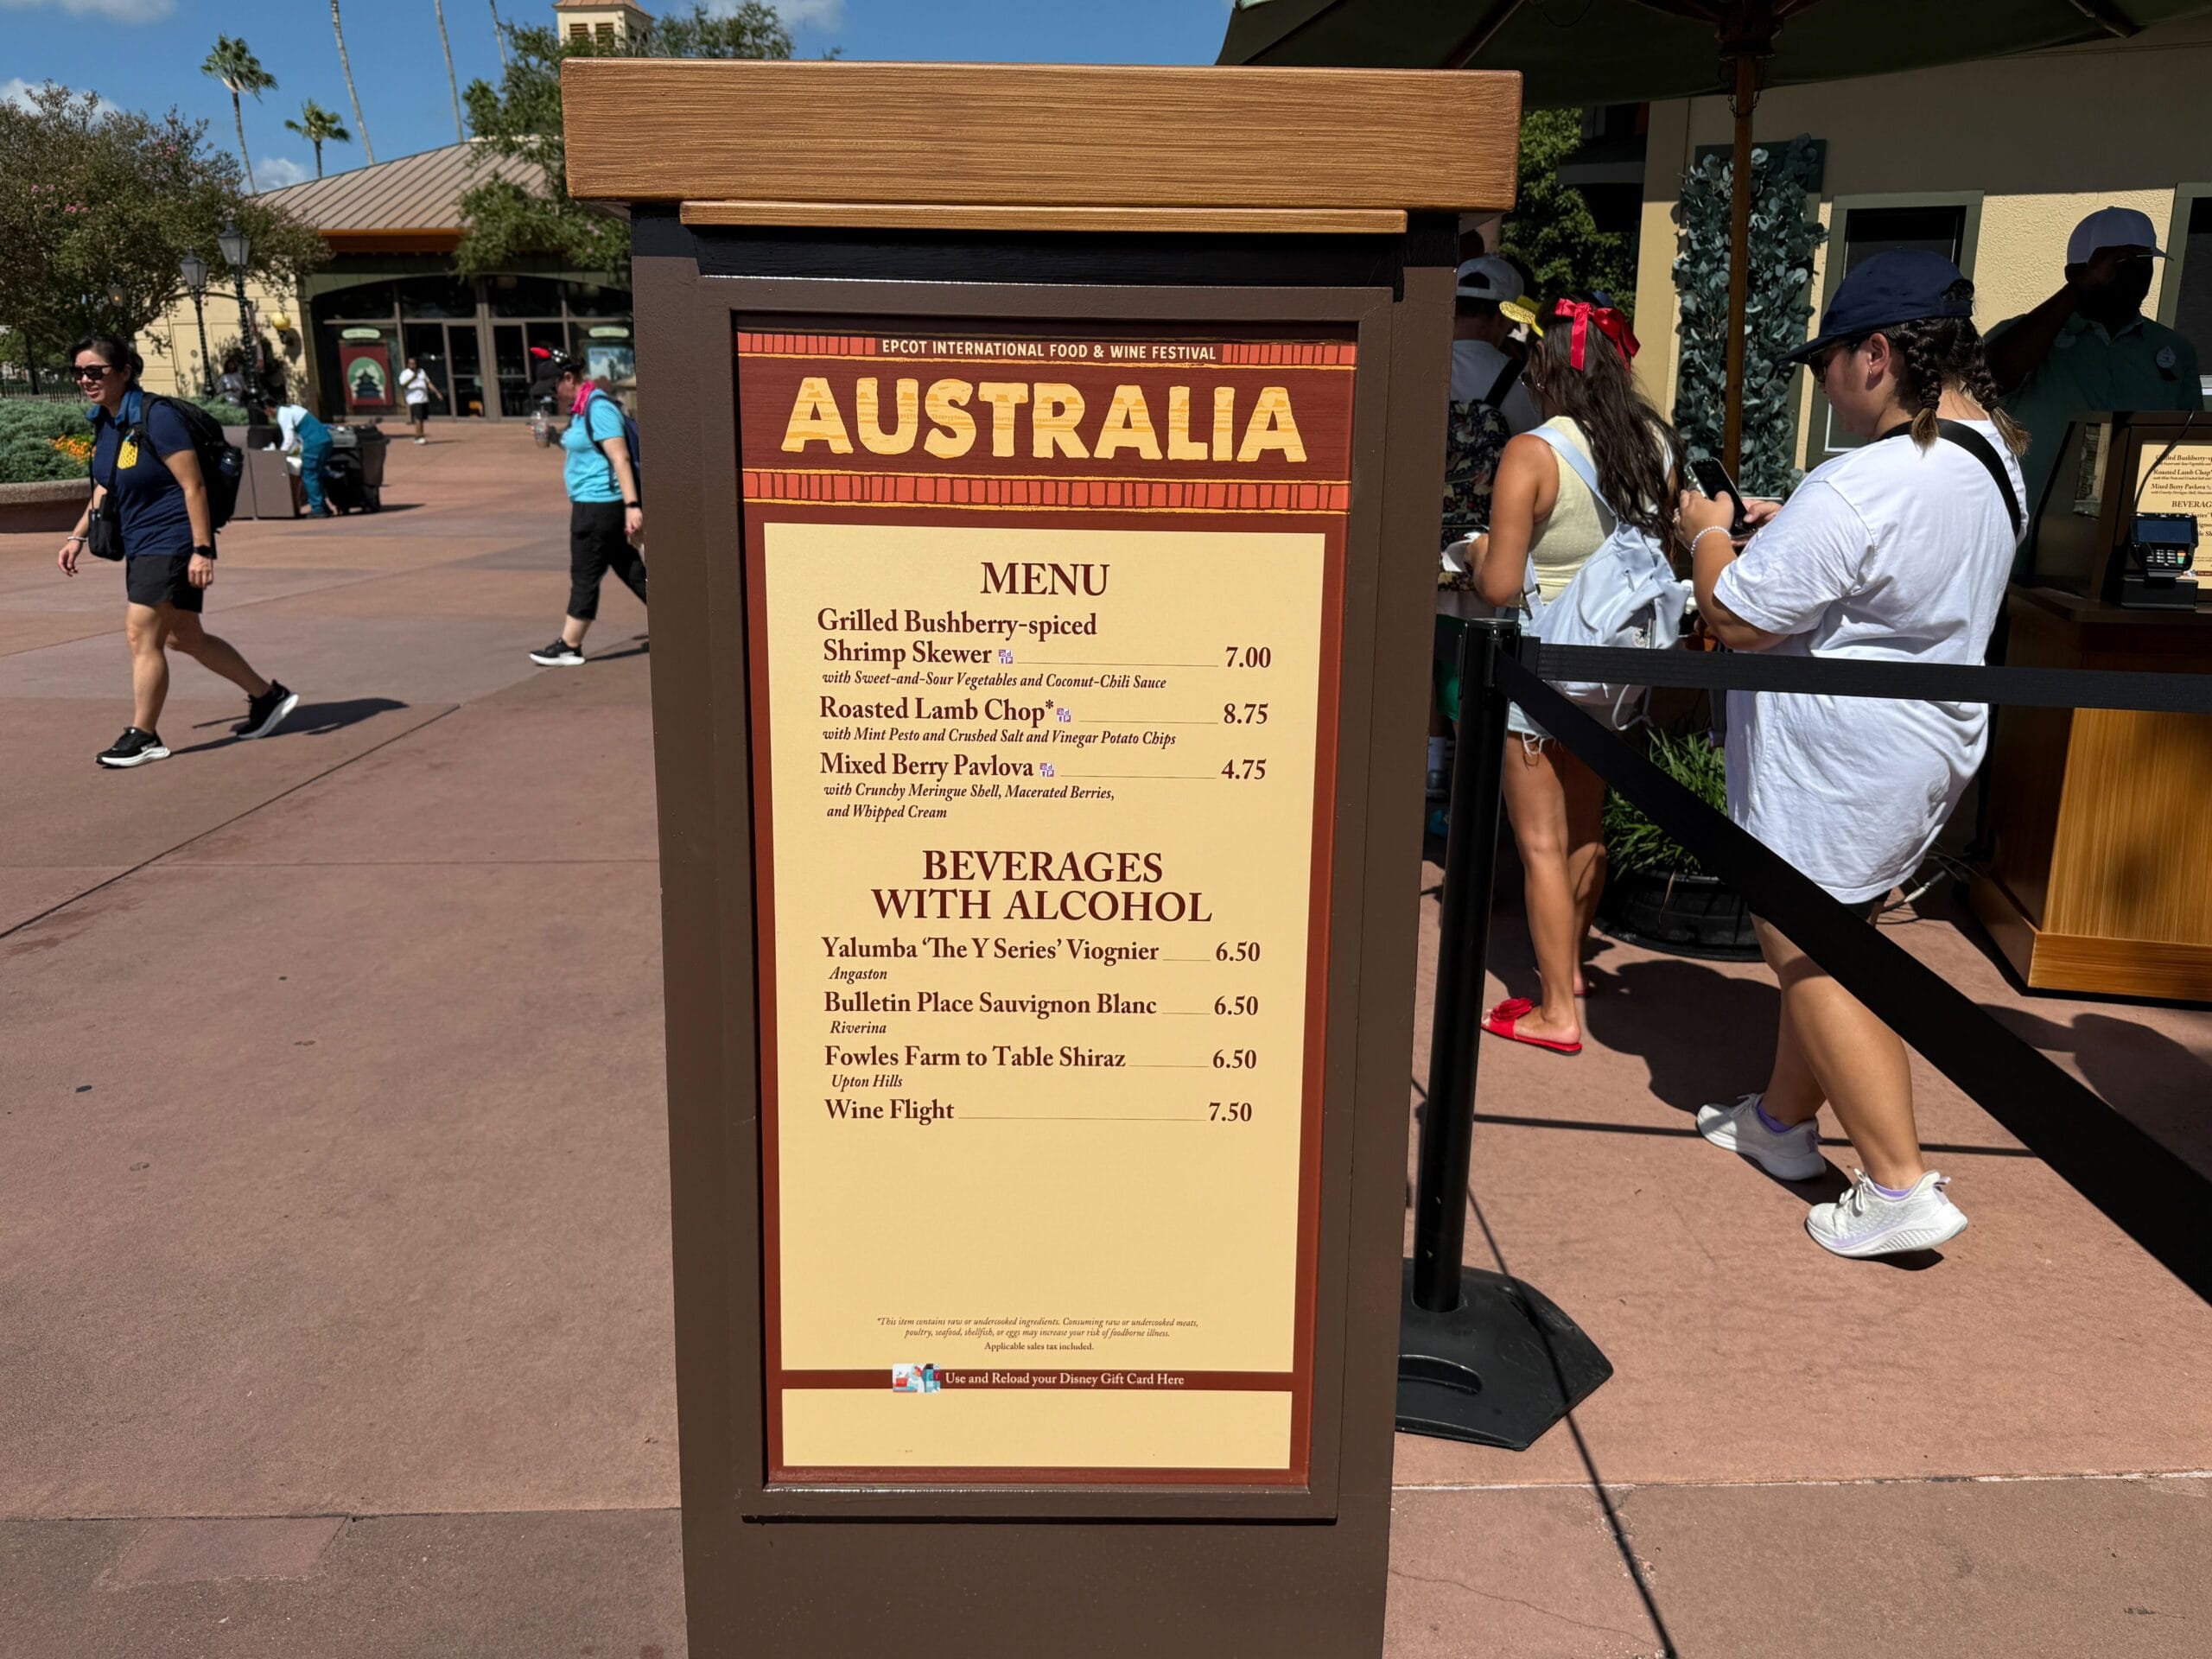 EPCOT INTERNATIONAL FOOD & WINE FESTIVAL
AUSTRALIA
MENU
Grilled Bushberry-spiced
Shrimp Skewer 7.00
with Sweet-and-Sour Vegetables and Coconut-Chili Sauce
Roasted Lamb Chop* 8.75
with Mint Pesto and Crushed Salt and Vinegar Potato Chips
Mixed Berry Pavlova 4.75
with Crunchy Meringue Shell, Macerated Berries,
and Whipped Cream
BEVERAGES
WITH ALCOHOL
Yalumba ‘The Y Series’ Viognier 6.50
Angaston
Bulletin Place Sauvignon Blanc 6.50
Riverina
Fowles Farm to Table Shiraz 6.50
Upton Hills
Wine Flight 7.50
*This item contains raw or undercooked ingredients. Consuming raw or undercooked meats,
poultry, seafood, shellfish, or eggs may increase your risk of foodborne illness.
Applicable sales tax included.
Use and Reload your Disney Gift Card Here